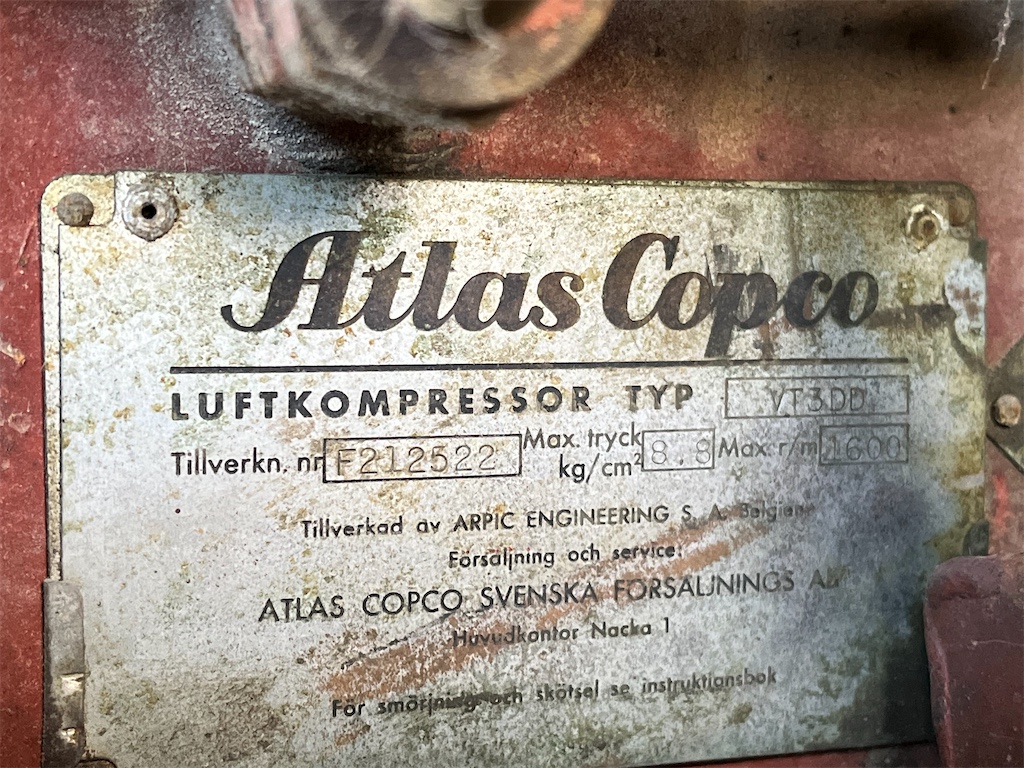 Atlas Copco
LUFTKOMPRESSOR TYP VT3DD
Tillverkn. nr F212522 Max. tryck kg/cm² 8.8 Max. r/m 1600
Tillverkad av ARPIC ENGINEERING S. A. Belgien
Försäljning och service:
ATLAS COPCO SVENSKA FÖRSÄLJNINGS AB
Huvudkontor Nacka 1
För smörjning och skötsel se instruktionsbok